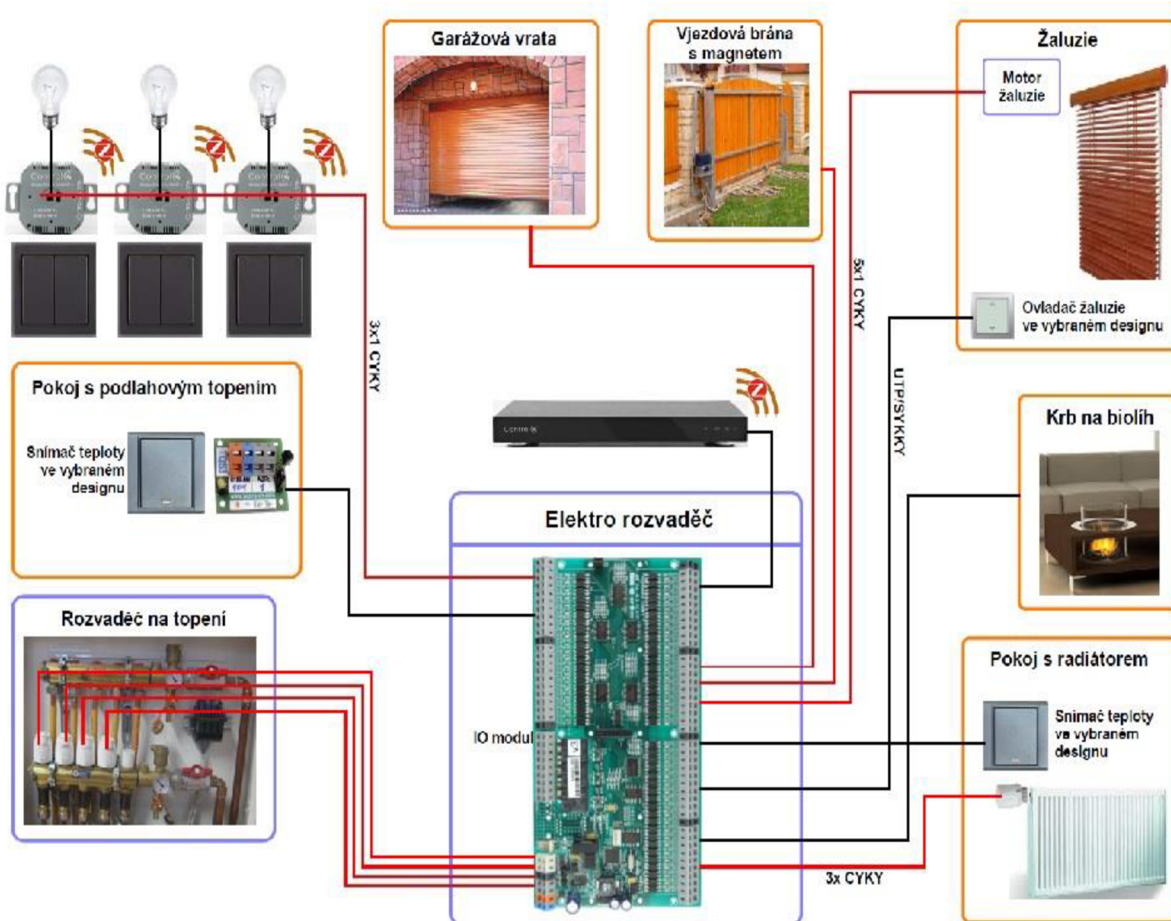 Garážová vrata
Vjezdová brána
s magnetem
Žaluzie
Motor
žaluzie
Ovladač žaluzie
ve vybraném designu
5x1 CYKY
UTP/SYKKY
3x1 CYKY
Pokoj s podlahovým topením
Snímač teploty
ve vybraném
designu
Control4
Krb na biolíh
Elektro rozvaděč
IO modul
Rozvaděč na topení
Pokoj s radiátorem
Snímač teploty
ve vybraném
designu
3x CYKY